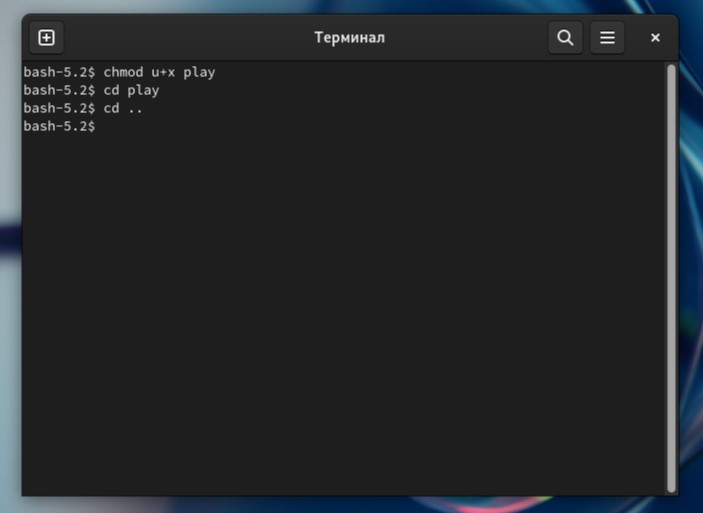 Терминал
bash-5.2$ chmod u+x play
bash-5.2$ cd play
bash-5.2$ cd ..
bash-5.2$